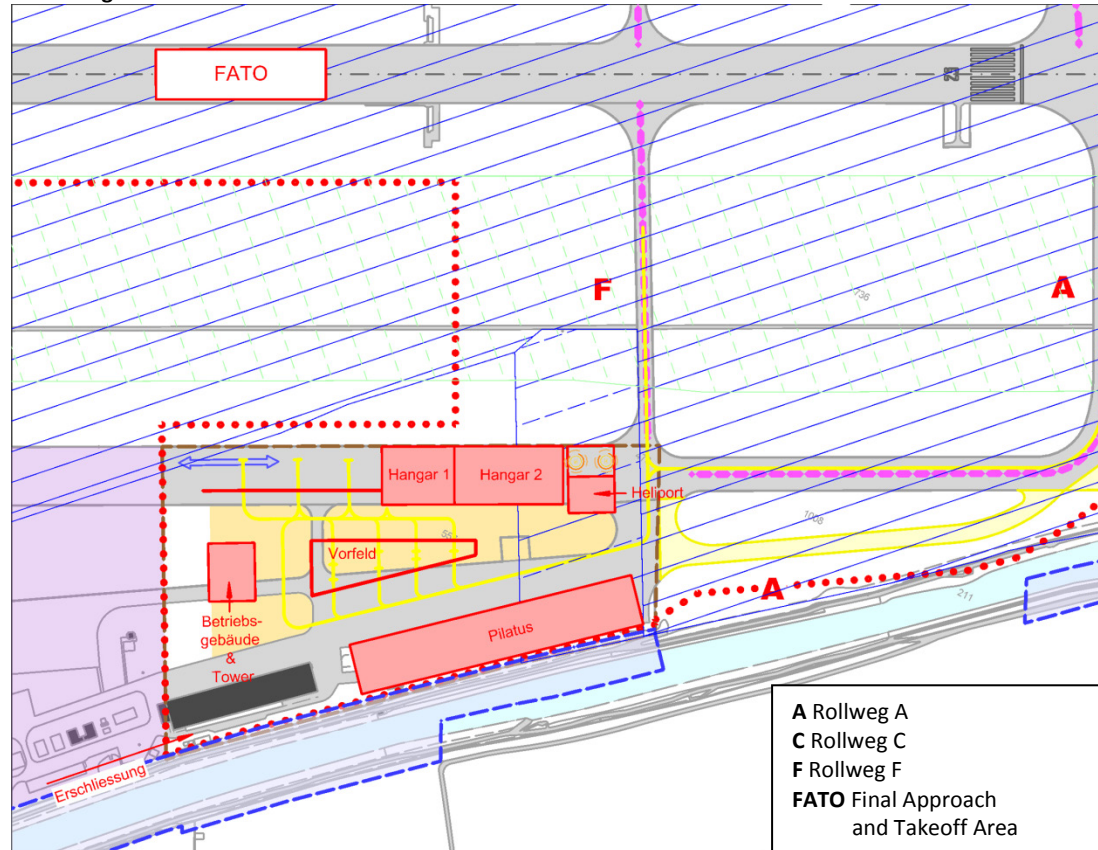 FATO
23
F
A
736
Hangar 1
Hangar 2
Heliport
1008
Vorfeld
A
211
Betriebs-
gebäude
&
Tower
Pilatus
Erschliessung
A Rollweg A
C Rollweg C
F Rollweg F
FATO Final Approach
and Takeoff Area